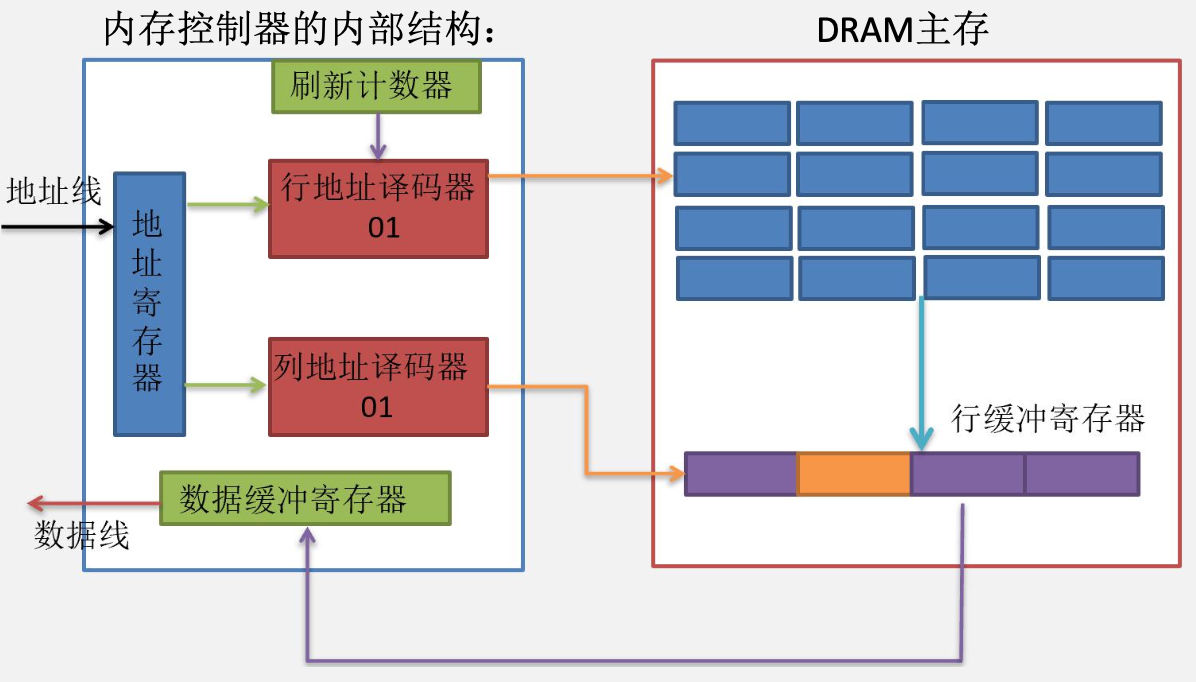 内存控制器的内部结构：
DRAM主存
刷新计数器
地址线
地址寄存器
行地址译码器
01
列地址译码器
01
行缓冲寄存器
数据缓冲寄存器
数据线